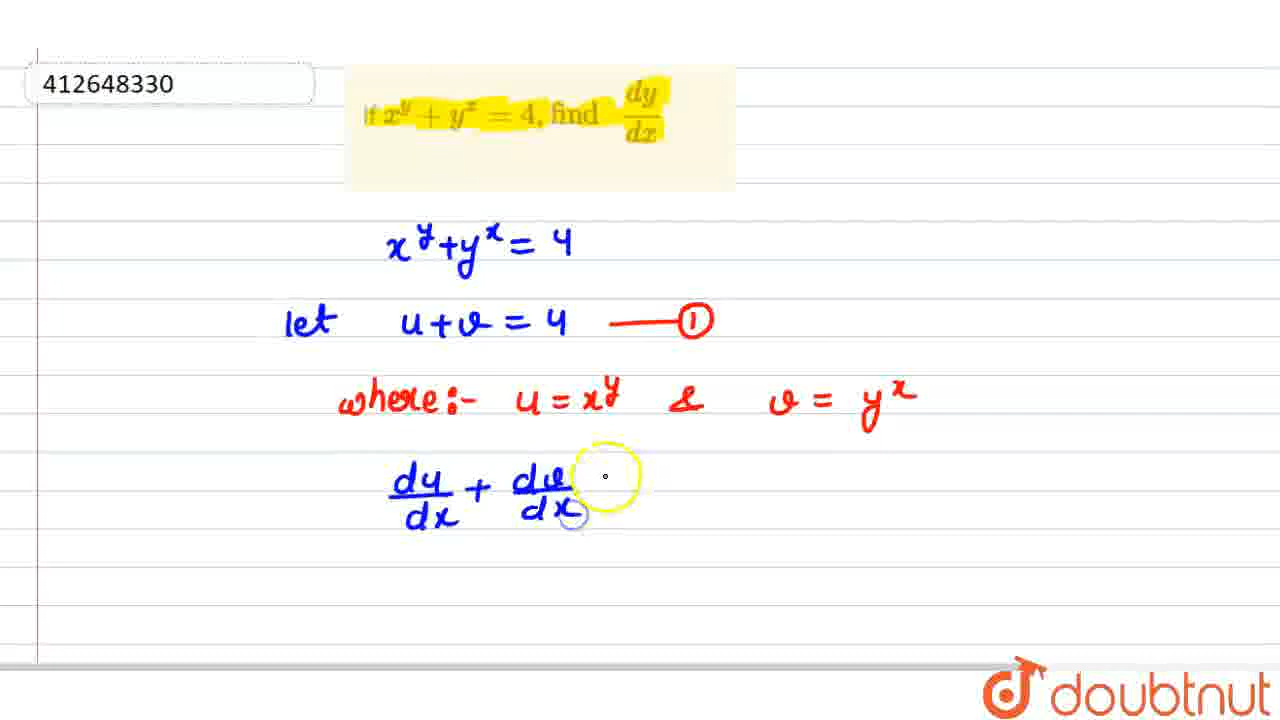 412648330
If x^y + y^x = 4, find dy/dx
x^y + y^x = 4
let u + v = 4 —— ①
where:- u = x^y & v = y^x
du/dx + dv/dx
doubtnut